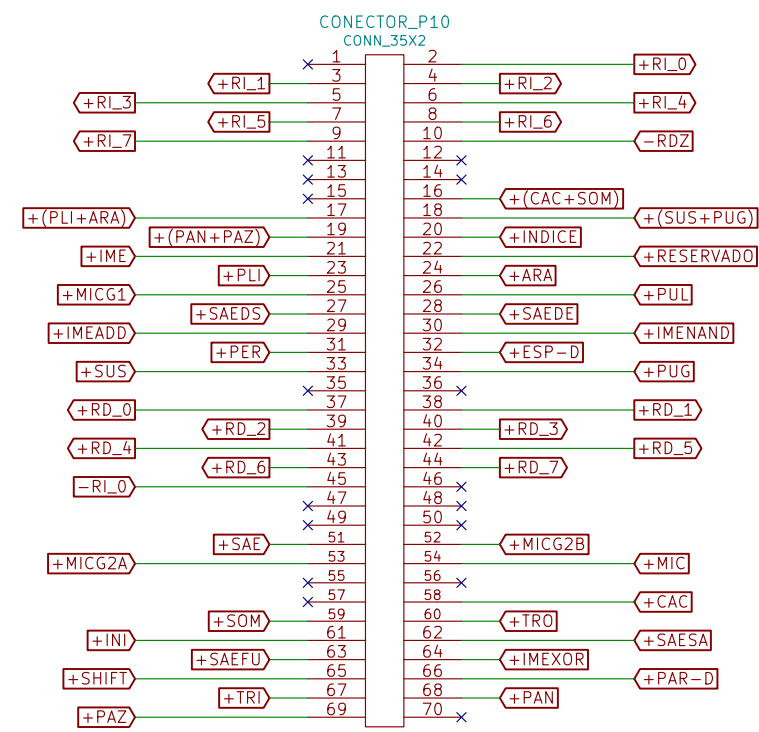 CONECTOR_P10
CONN_35X2
1 2 +RI_0
+RI_1 3 4 +RI_2
+RI_3 5 6 +RI_4
+RI_5 7 8 +RI_6
+RI_7 9 10 -RDZ
11 12
13 14
15 16 +(CAC+SOM)
+(PLI+ARA) 17 18 +(SUS+PUG)
+(PAN+PAZ) 19 20 +INDICE
+IME 21 22 +RESERVADO
+PLI 23 24 +ARA
+MICG1 25 26 +PUL
+SAEDS 27 28 +SAEDE
+IMEADD 29 30 +IMENAND
+PER 31 32 +ESP-D
+SUS 33 34 +PUG
35 36
+RD_0 37 38 +RD_1
+RD_2 39 40 +RD_3
+RD_4 41 42 +RD_5
+RD_6 43 44 +RD_7
-RI_0 45 46
47 48
49 50
+SAE 51 52 +MICG2B
+MICG2A 53 54 +MIC
55 56
57 58 +CAC
+SOM 59 60 +TRO
+INI 61 62 +SAESA
+SAEFU 63 64 +IMEXOR
+SHIFT 65 66 +PAR-D
+TRI 67 68 +PAN
+PAZ 69 70